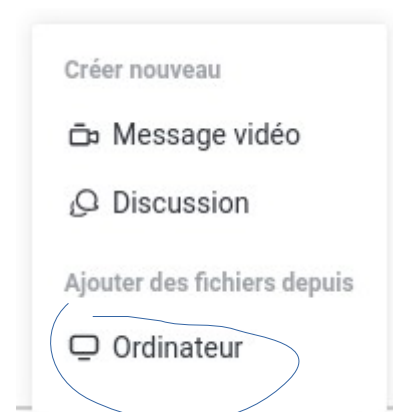 Créer nouveau
Message vidéo
Discussion
Ajouter des fichiers depuis
Ordinateur